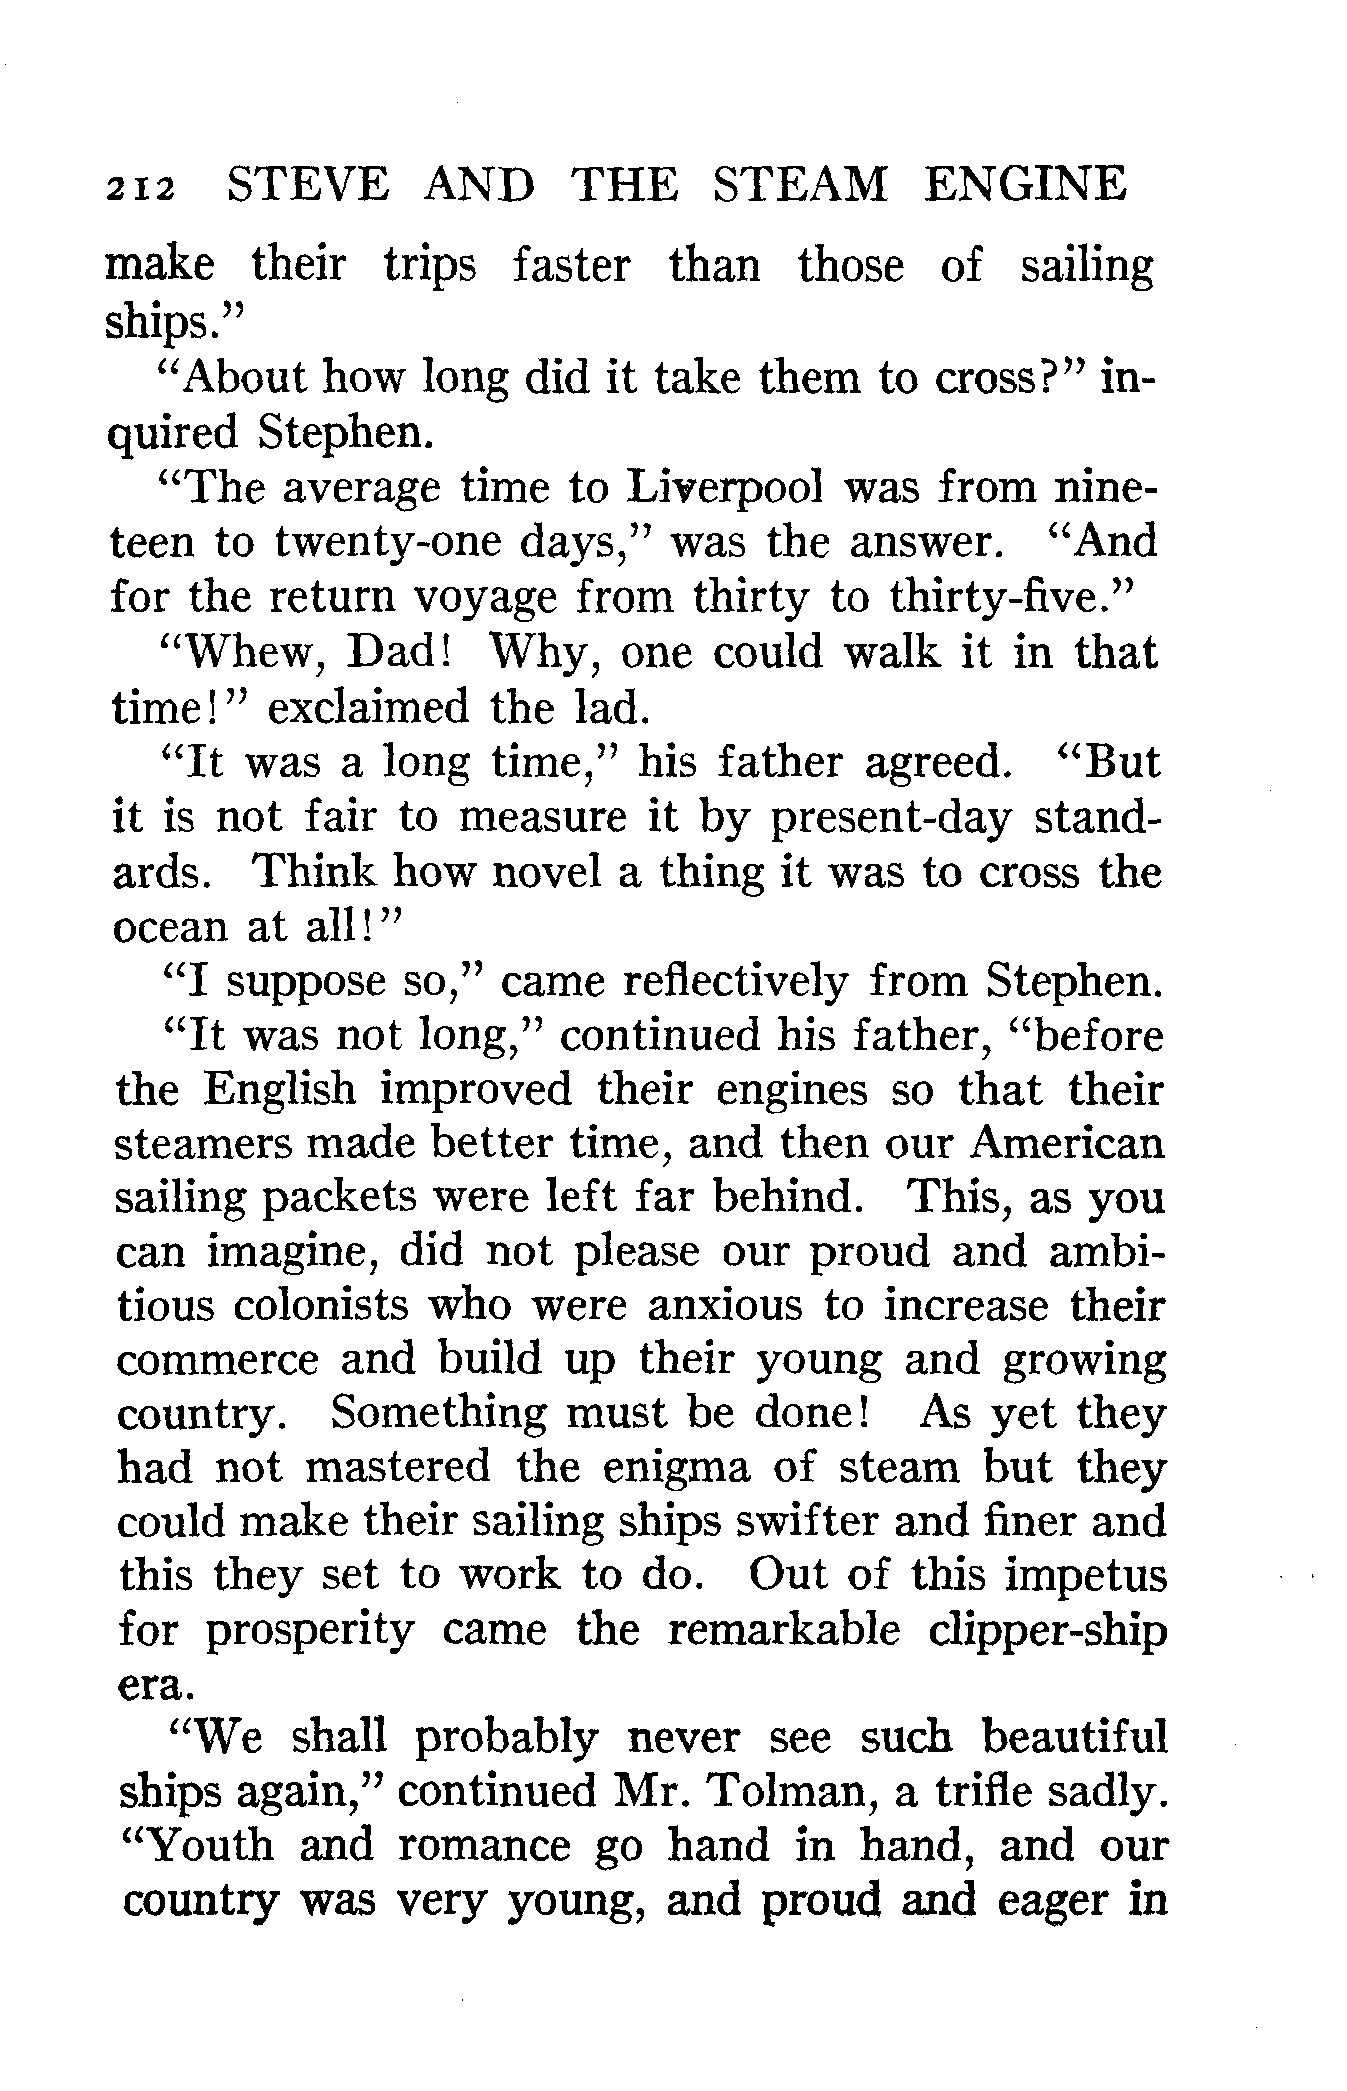 212 STEVE AND THE STEAM ENGINE
make their trips faster than those of sailing
ships."
"About how long did it take them to cross?" in-
quired Stephen.
"The average time to Liverpool was from nine-
teen to twenty-one days," was the answer. "And
for the return voyage from thirty to thirty-five."
"Whew, Dad! Why, one could walk it in that
time!" exclaimed the lad.
"It was a long time," his father agreed. "But
it is not fair to measure it by present-day stand-
ards. Think how novel a thing it was to cross the
ocean at all!"
"I suppose so," came reflectively from Stephen.
"It was not long," continued his father, "before
the English improved their engines so that their
steamers made better time, and then our American
sailing packets were left far behind. This, as you
can imagine, did not please our proud and ambi-
tious colonists who were anxious to increase their
commerce and build up their young and growing
country. Something must be done! As yet they
had not mastered the enigma of steam but they
could make their sailing ships swifter and finer and
this they set to work to do. Out of this impetus
for prosperity came the remarkable clipper-ship
era.
"We shall probably never see such beautiful
ships again," continued Mr. Tolman, a trifle sadly.
"Youth and romance go hand in hand, and our
country was very young, and proud and eager in